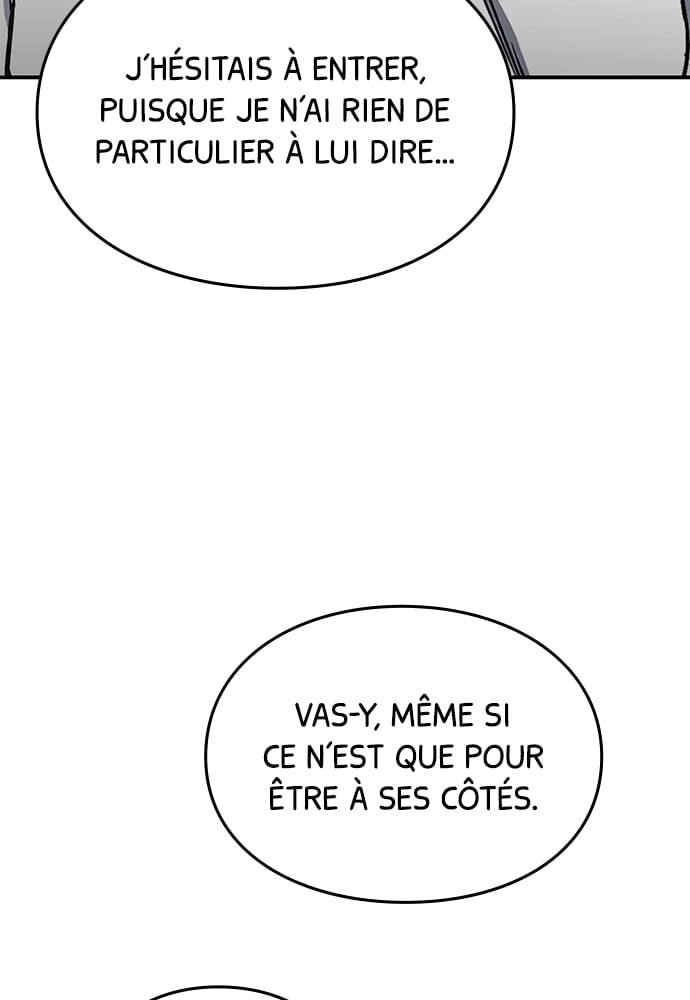 J'HÉSITAIS À ENTRER,
PUISQUE JE N'AI RIEN DE
PARTICULIER À LUI DIRE...
VAS-Y, MÊME SI
CE N'EST QUE POUR
ÊTRE À SES CÔTÉS.